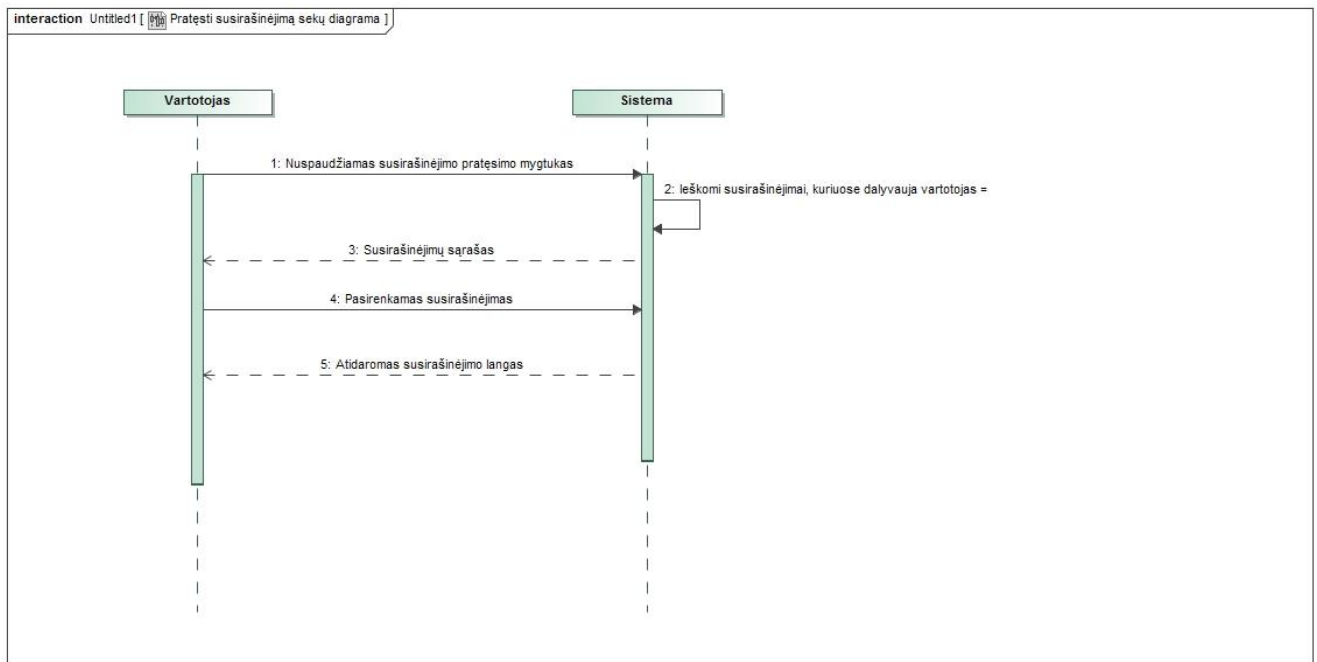 interaction Untitled1 [ Pratęsti susirašinėjimą sekų diagrama ]
Vartotojas
Sistema
1: Nuspaudžiamas susirašinėjimo pratęsimo mygtukas
2: Ieškomi susirašinėjimai, kuriuose dalyvauja vartotojas =
3: Susirašinėjimų sąrašas
4: Pasirenkamas susirašinėjimas
5: Atidaromas susirašinėjimo langas